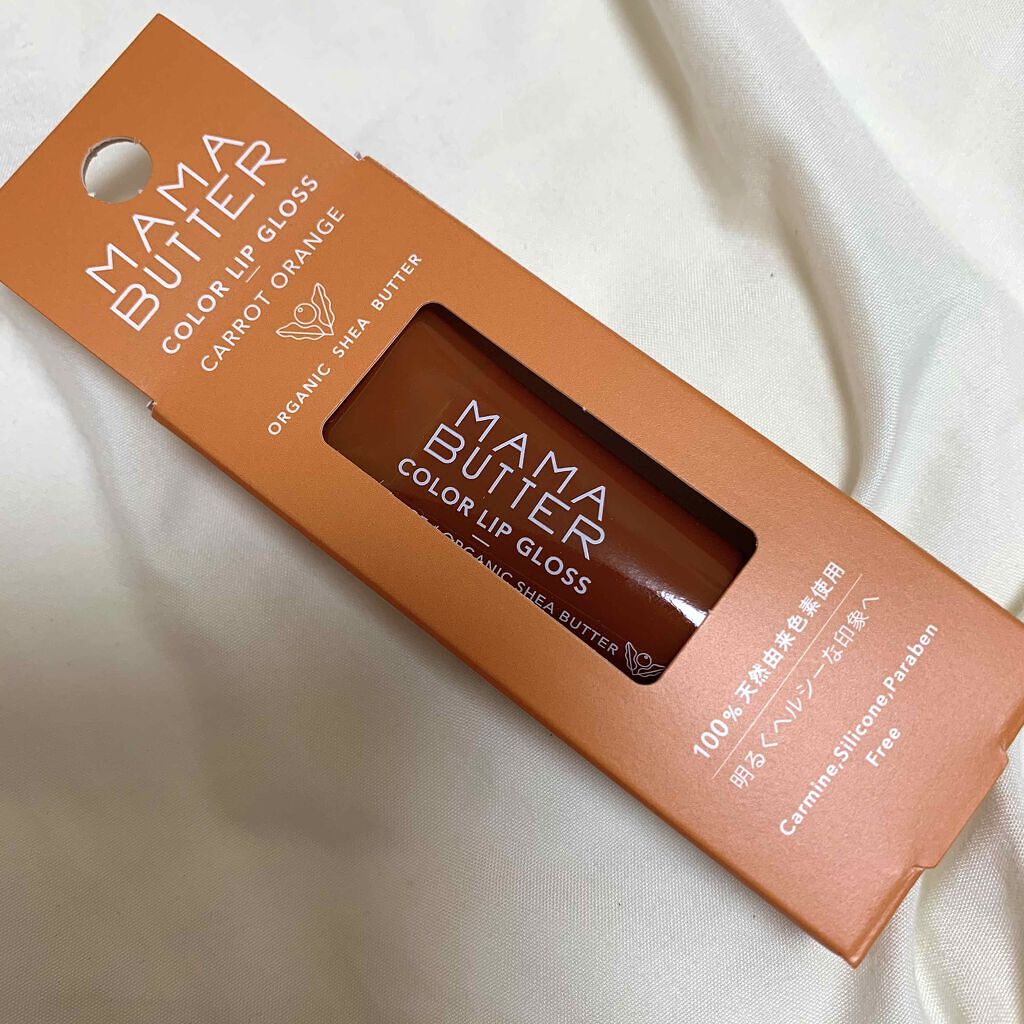 MAMA
BUTTER
COLOR LIP GLOSS
CARROT ORANGE
ORGANIC SHEA BUTTER
MAMA
BUTTER
COLOR LIP GLOSS
ORGANIC SHEA BUTTER
100%天然由来色素使用
明るくヘルシーな印象へ
Carmine,Silicone,Paraben
Free